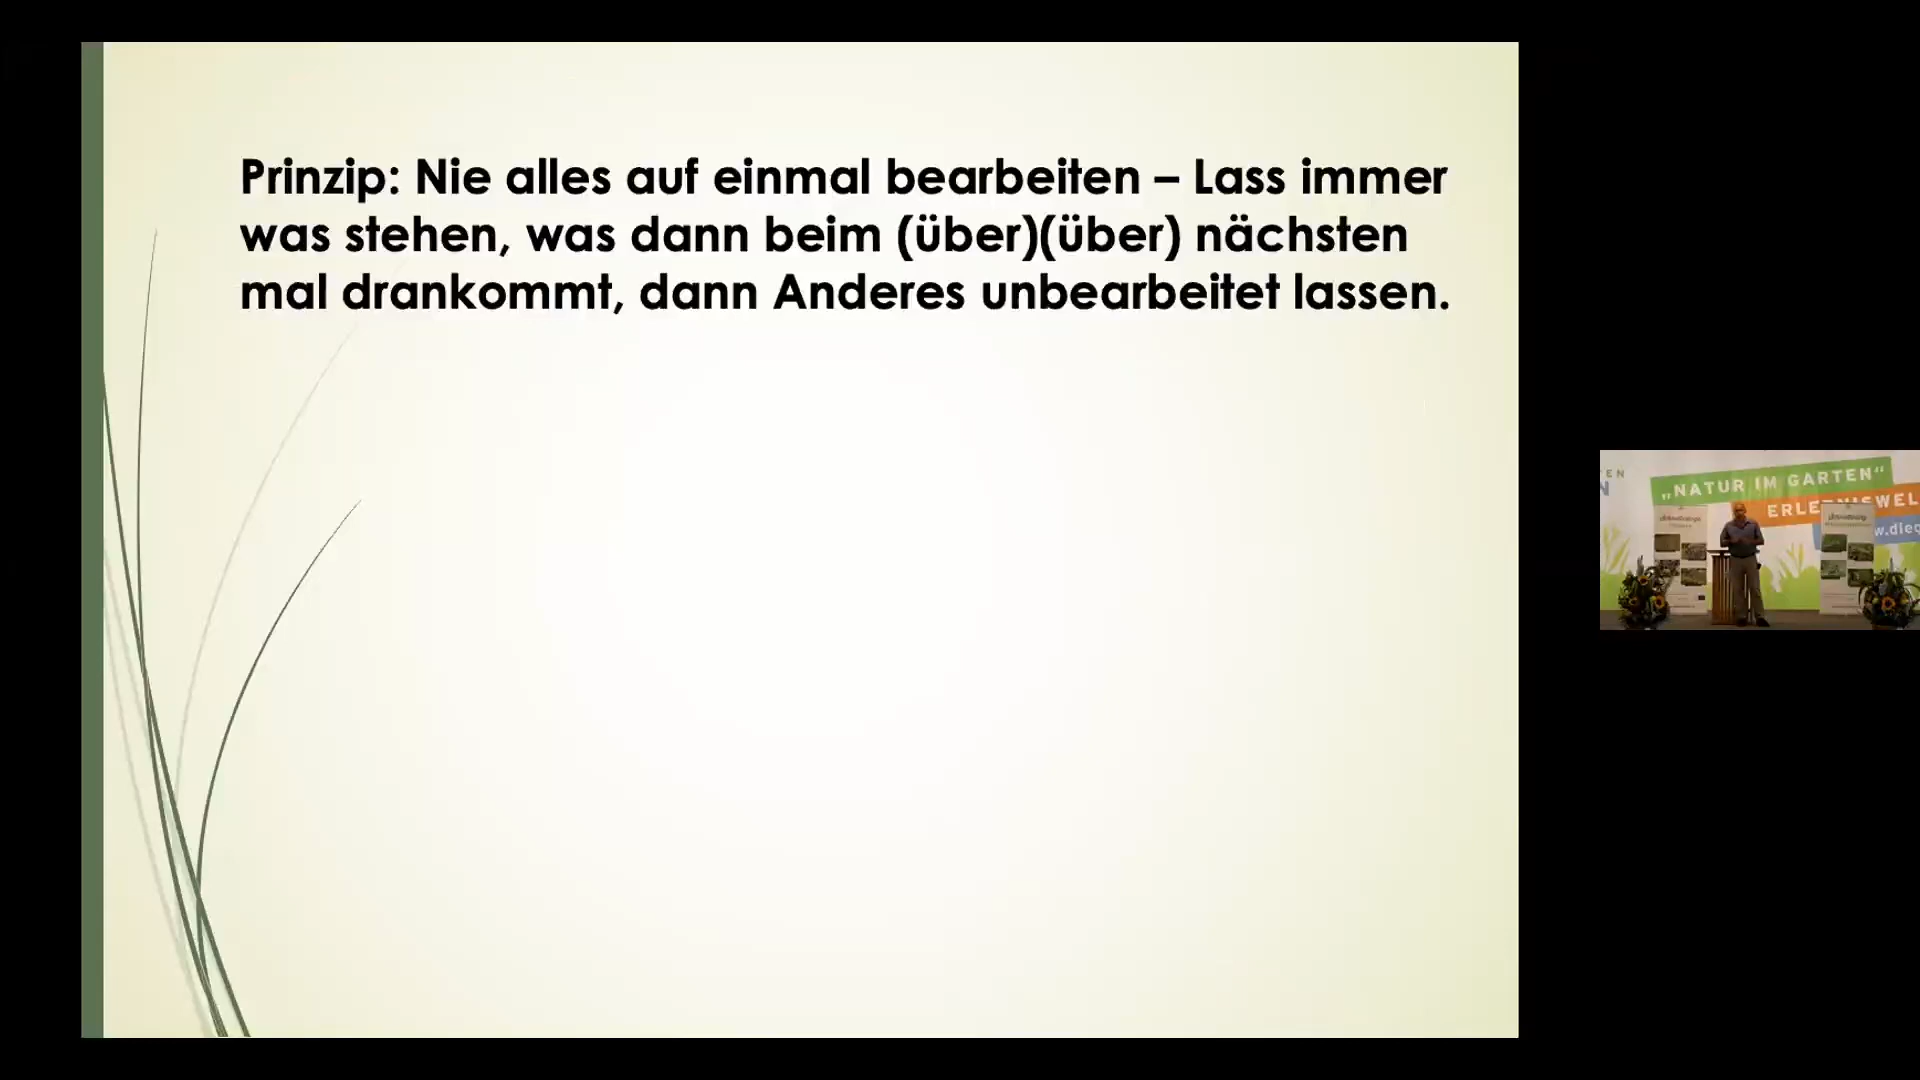 Prinzip: Nie alles auf einmal bearbeiten – Lass immer
was stehen, was dann beim (über)(über) nächsten
mal drankommt, dann Anderes unbearbeitet lassen.
„NATUR IM GARTEN“